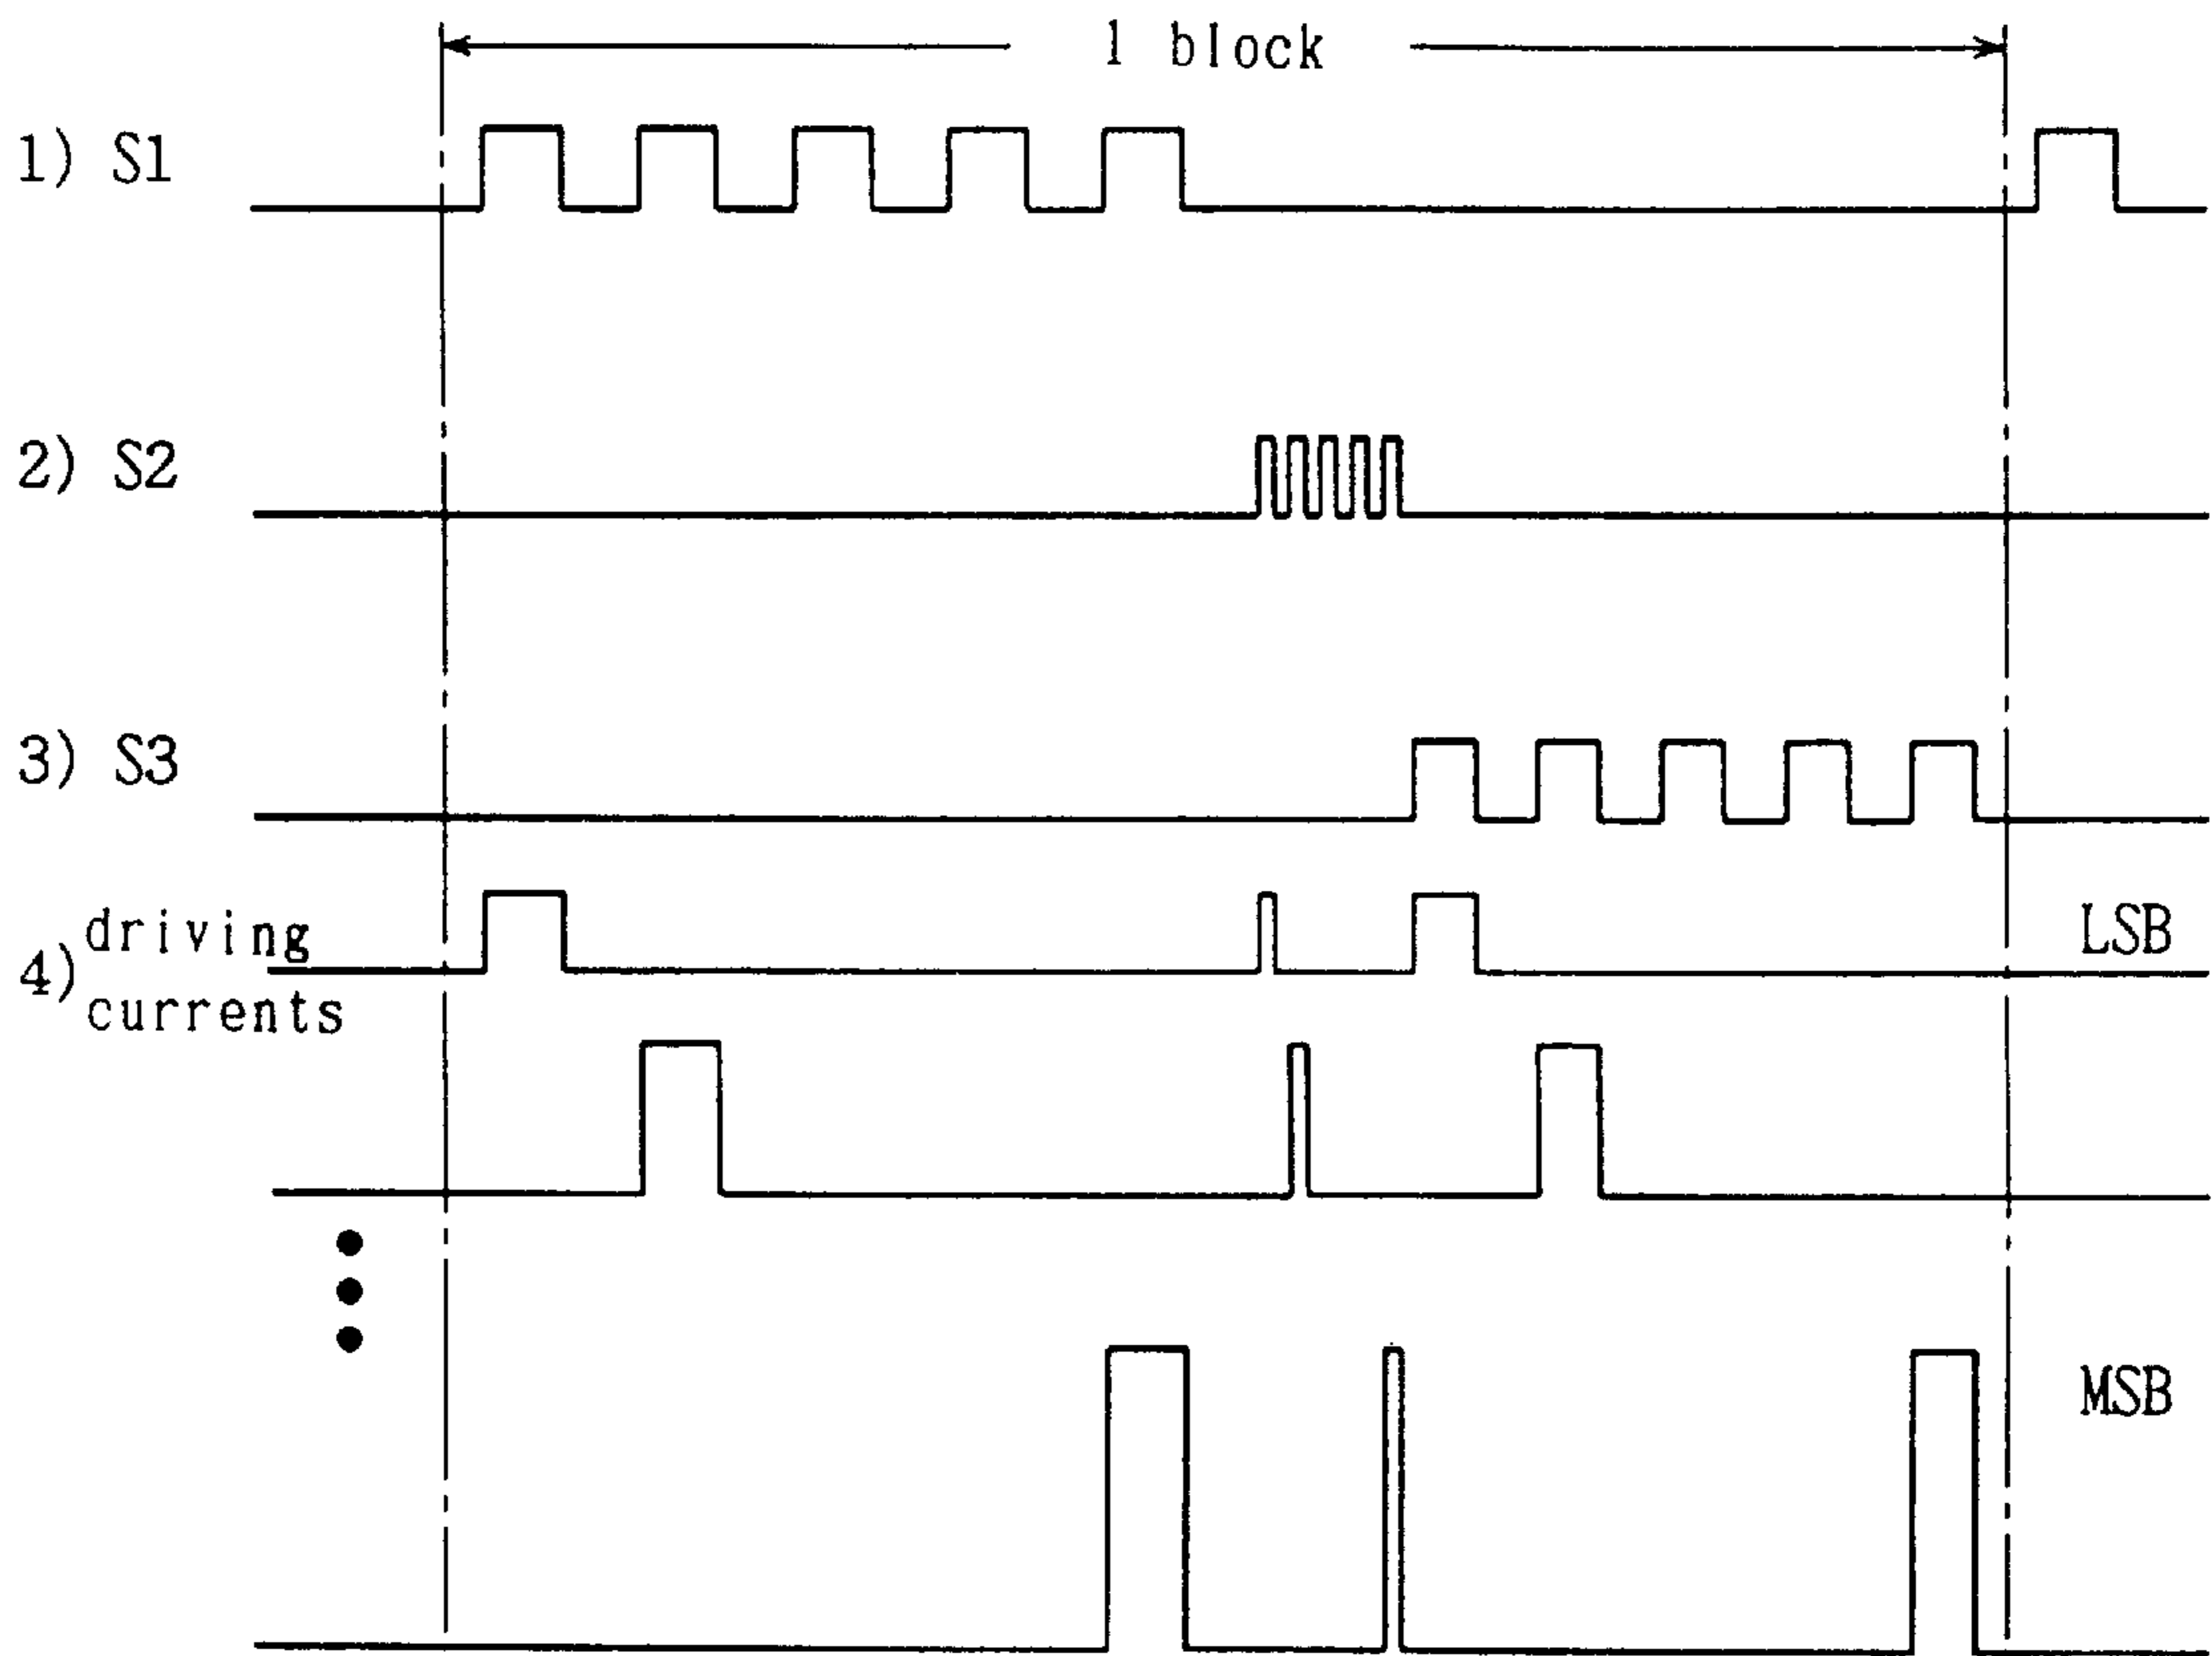 1 block
1) S1
2) S2
3) S3
4) driving currents
LSB
MSB